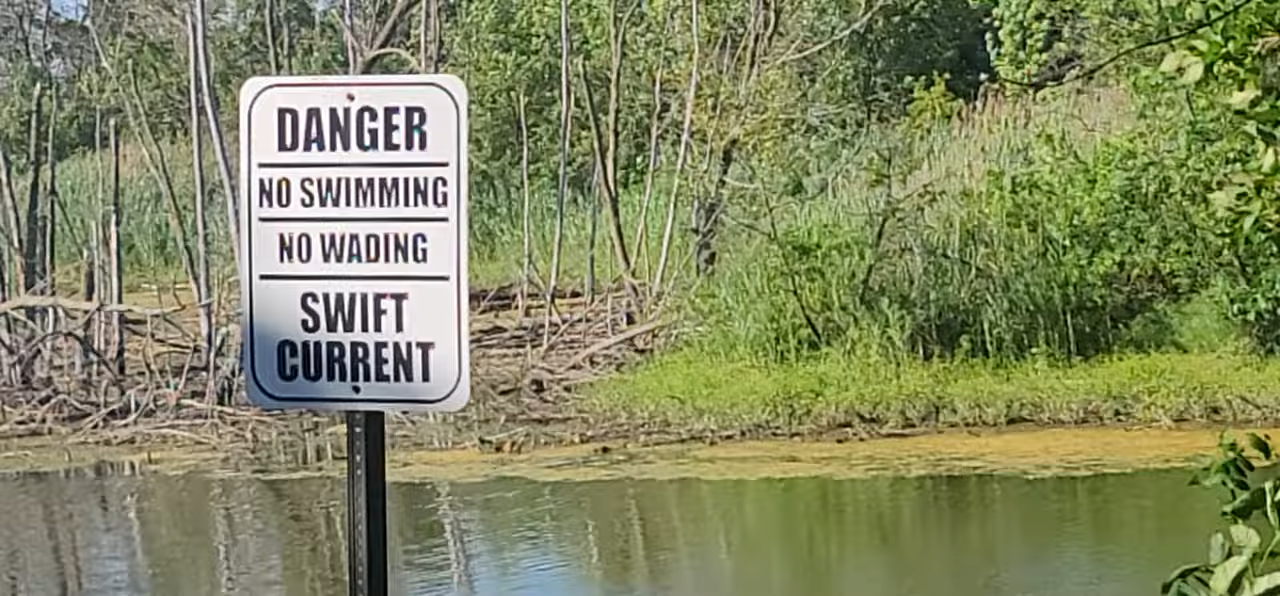 DANGER
NO SWIMMING
NO WADING
SWIFT
CURRENT